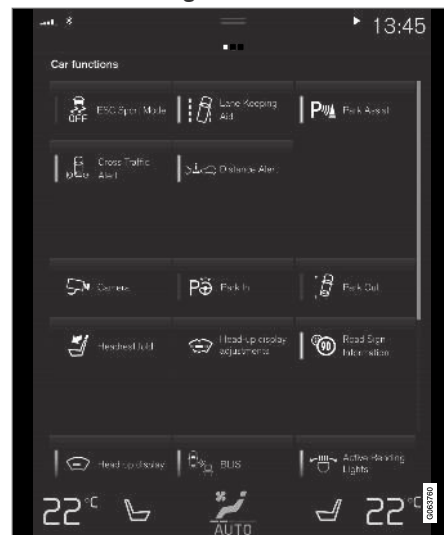 13:45
Car functions
OFF
ESC Sport Mode
Lane Keeping
Aid
P
Park Assist
Cross Traffic
Alert
Distance Alert
Camera
P
Park In
Park Out
Headrest fold
Head-up display
adjustments
90
Road Sign
Information
Head-up display
BLIS
Active Bending
Lights
22°C
AUTO
22°C
G063760